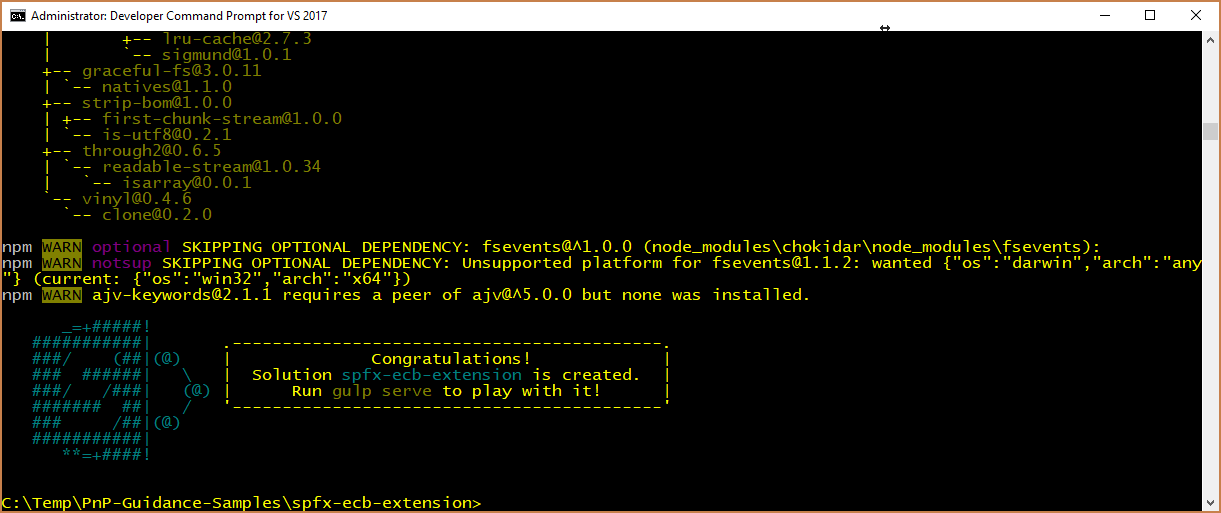 Administrator: Developer Command Prompt for VS 2017
    |       +-- lru-cache@2.7.3
    |       `-- sigmund@1.0.1
    +-- graceful-fs@3.0.11
    | `-- natives@1.1.0
    +-- strip-bom@1.0.0
    | +-- first-chunk-stream@1.0.0
    | `-- is-utf8@0.2.1
    +-- through2@0.6.5
    | `-- readable-stream@1.0.34
    |   `-- isarray@0.0.1
    `-- vinyl@0.4.6
      `-- clone@0.2.0
npm WARN optional SKIPPING OPTIONAL DEPENDENCY: fsevents@^1.0.0 (node_modules\chokidar\node_modules\fsevents):
npm WARN notsup SKIPPING OPTIONAL DEPENDENCY: Unsupported platform for fsevents@1.1.2: wanted {"os":"darwin","arch":"any
"} (current: {"os":"win32","arch":"x64"})
npm WARN ajv-keywords@2.1.1 requires a peer of ajv@^5.0.0 but none was installed.
      _=+#####!
   ###########|       .-------------------------------------------.
   ###/    (##|(@)    |              Congratulations!             |
   ###  ######|   \   |  Solution spfx-ecb-extension is created.  |
   ###/   /###|   (@) |      Run gulp serve to play with it!      |
   #######  ##|   /   '-------------------------------------------'
   ###     /##|(@)
   ###########|
      **=+####!
C:\Temp\PnP-Guidance-Samples\spfx-ecb-extension>